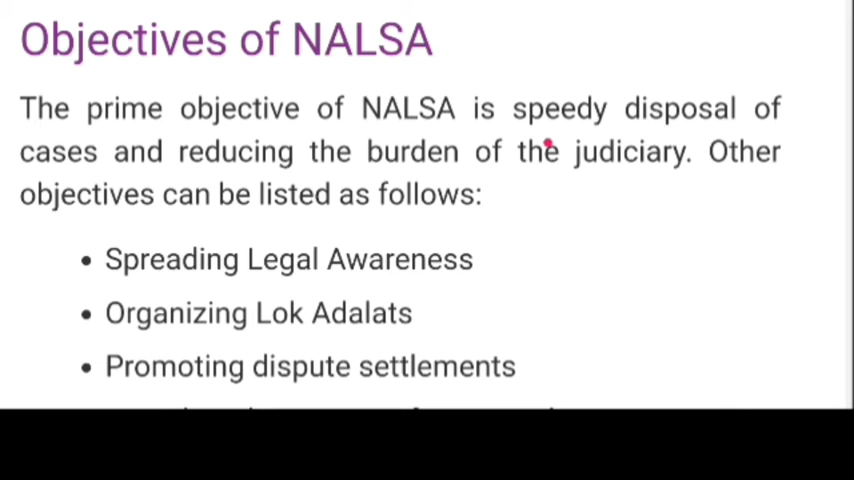 Objectives of NALSA
The prime objective of NALSA is speedy disposal of
cases and reducing the burden of the judiciary. Other
objectives can be listed as follows:
• Spreading Legal Awareness
• Organizing Lok Adalats
• Promoting dispute settlements